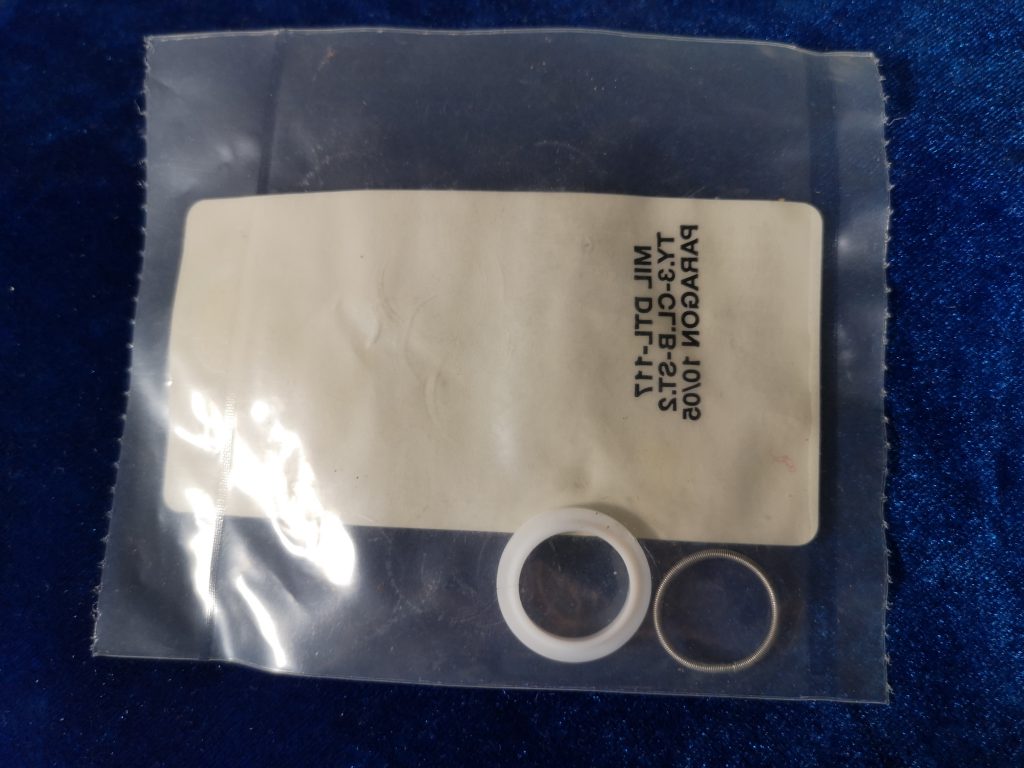 PARAGON 10/05
TY.3-CL.B-ST.2
MIL DTL-117